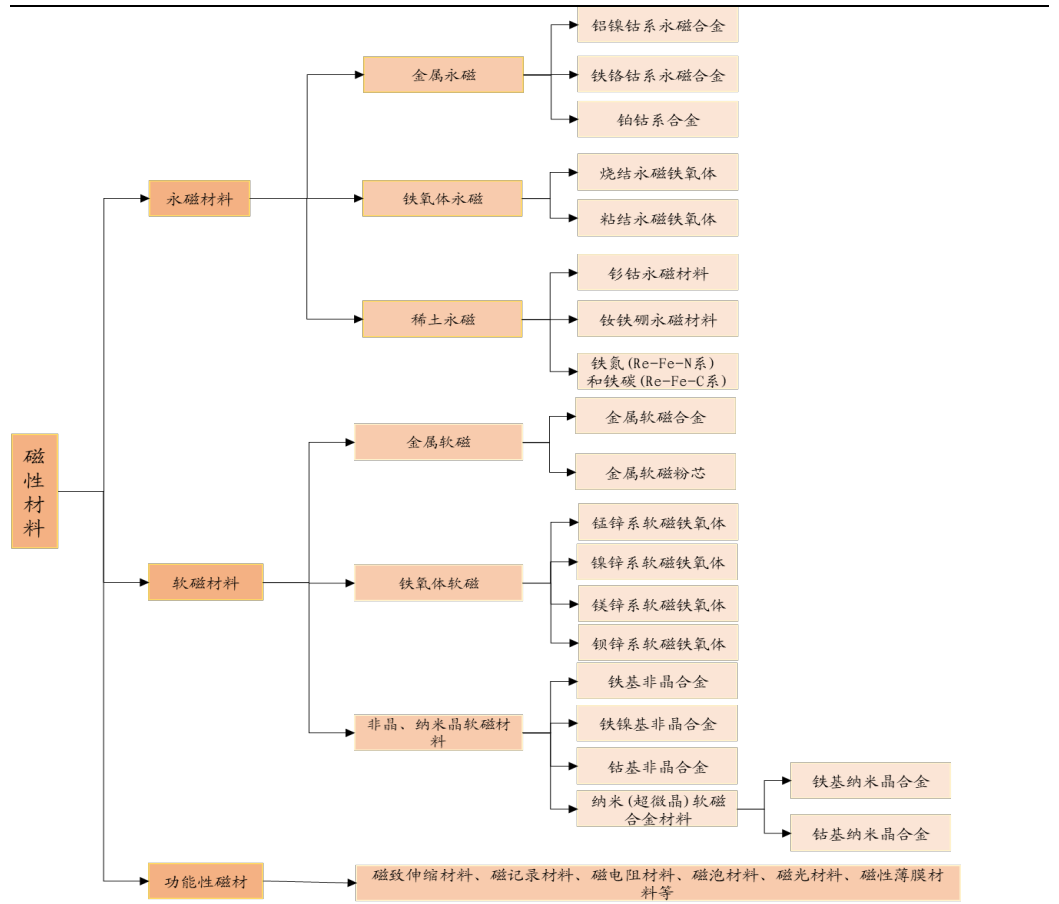 铝镍钴系永磁合金
金属永磁
铁铬钴系永磁合金
铂钴系合金
烧结永磁铁氧体
永磁材料
铁氧体永磁
粘结永磁铁氧体
钐钴永磁材料
稀土永磁
钕铁硼永磁材料
铁氮(Re-Fe-N系)
和铁碳(Re-Fe-C系)
金属软磁合金
金属软磁
磁
性
材
料
金属软磁粉芯
锰锌系软磁铁氧体
镍锌系软磁铁氧体
软磁材料
铁氧体软磁
镁锌系软磁铁氧体
钡锌系软磁铁氧体
铁基非晶合金
非晶、纳米晶软磁材
料
铁镍基非晶合金
钴基非晶合金
铁基纳米晶合金
纳米(超微晶)软磁
合金材料
钴基纳米晶合金
功能性磁材
磁致伸缩材料、磁记录材料、磁电阻材料、磁泡材料、磁光材料、磁性薄膜材
料等